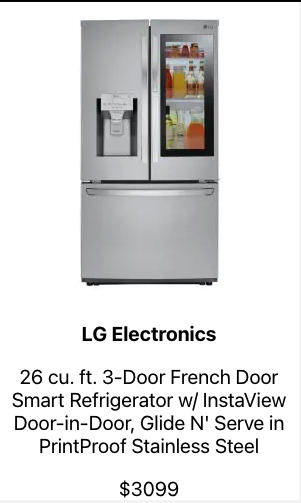 LG
LG Electronics
26 cu. ft. 3-Door French Door
Smart Refrigerator w/ InstaView
Door-in-Door, Glide N' Serve in
PrintProof Stainless Steel
$3099